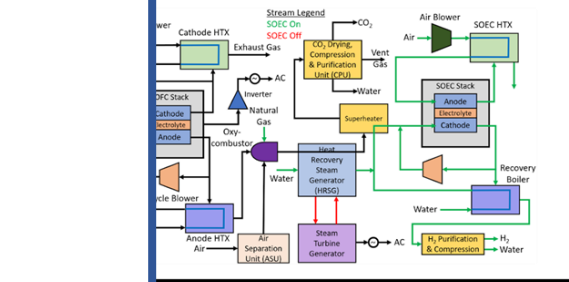 Stream Legend
SOEC On
SOEC Off
wer
Cathode HTX
Exhaust Gas
CO2
CO2 Drying,
Compression
& Purification
Unit (CPU)
Vent
Gas
Water
Air Blower
Air
SOEC HTX
AC
Inverter
OFC Stack
Cathode
Electrolyte
Anode
Oxy-
combustor
Natural
Gas
Superheater
SOEC Stack
Anode
Electrolyte
Cathode
Heat
Recovery
Steam
Generator
(HRSG)
Water
ycle Blower
Anode HTX
Air
Air
Separation
Unit (ASU)
Steam
Turbine
Generator
AC
Recovery
Boiler
Water
H2 Purification
& Compression
H2
Water